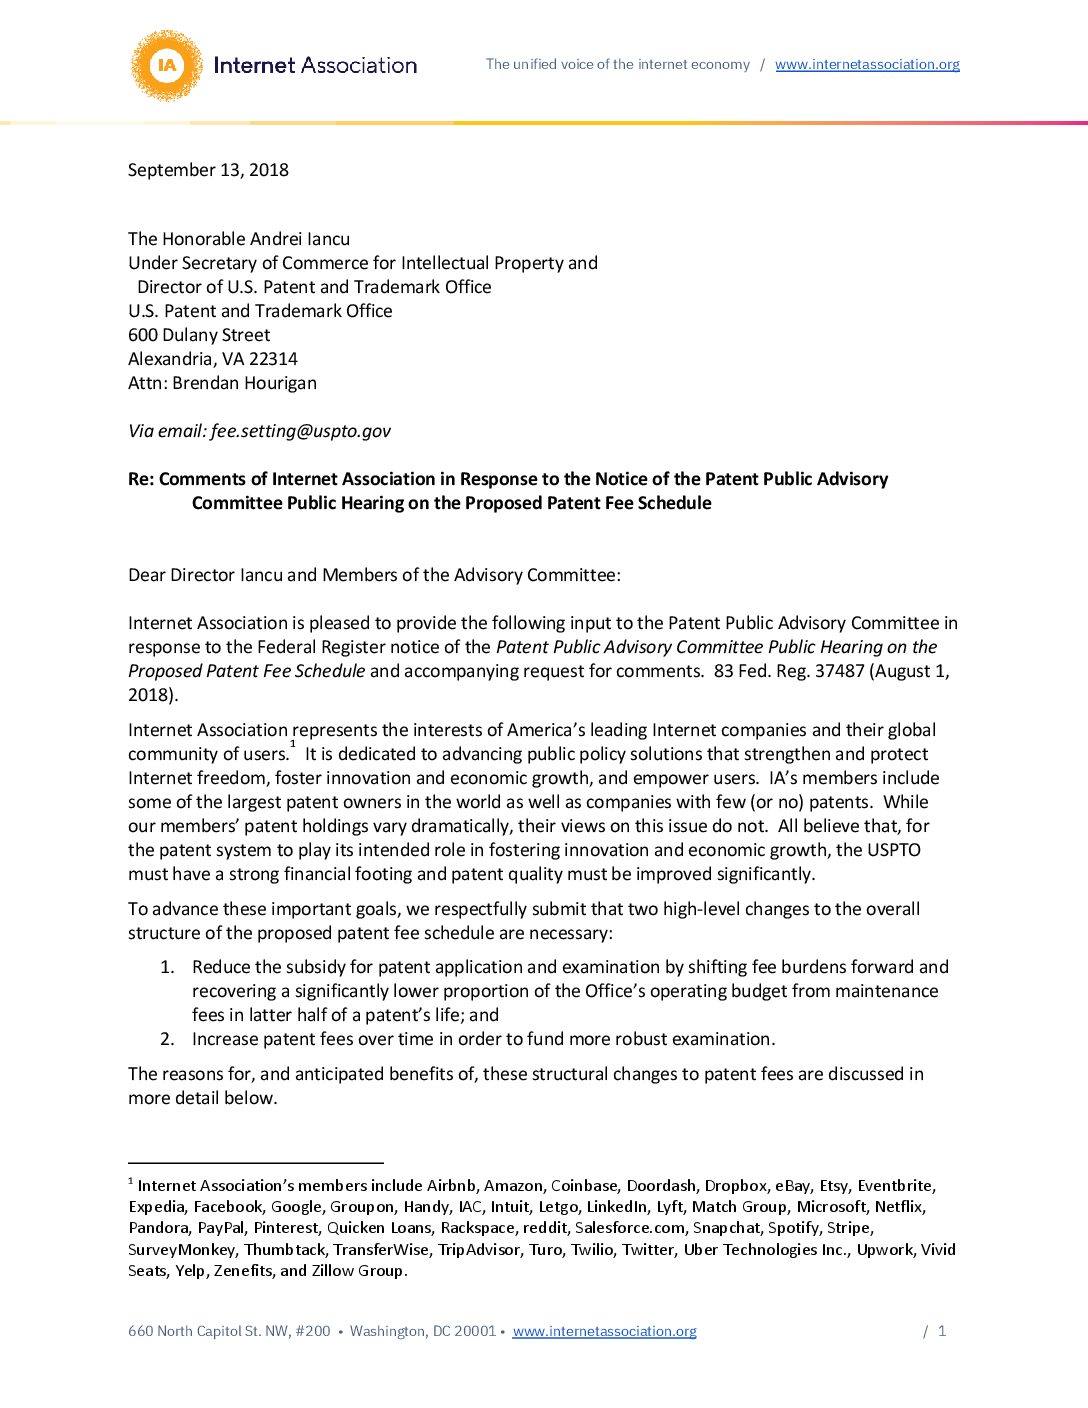 IA Internet Association The unified voice of the internet economy / www.internetassociation.org
September 13, 2018
The Honorable Andrei Iancu
Under Secretary of Commerce for Intellectual Property and
Director of U.S. Patent and Trademark Office
U.S. Patent and Trademark Office
600 Dulany Street
Alexandria, VA 22314
Attn: Brendan Hourigan
Via email: fee.setting@uspto.gov
Re: Comments of Internet Association in Response to the Notice of the Patent Public Advisory
Committee Public Hearing on the Proposed Patent Fee Schedule
Dear Director Iancu and Members of the Advisory Committee:
Internet Association is pleased to provide the following input to the Patent Public Advisory Committee in
response to the Federal Register notice of the Patent Public Advisory Committee Public Hearing on the
Proposed Patent Fee Schedule and accompanying request for comments. 83 Fed. Reg. 37487 (August 1,
2018).
Internet Association represents the interests of America's leading Internet companies and their global
community of users.1 It is dedicated to advancing public policy solutions that strengthen and protect
Internet freedom, foster innovation and economic growth, and empower users. IA's members include
some of the largest patent owners in the world as well as companies with few (or no) patents. While
our members' patent holdings vary dramatically, their views on this issue do not. All believe that, for
the patent system to play its intended role in fostering innovation and economic growth, the USPTO
must have a strong financial footing and patent quality must be improved significantly.
To advance these important goals, we respectfully submit that two high-level changes to the overall
structure of the proposed patent fee schedule are necessary:
1. Reduce the subsidy for patent application and examination by shifting fee burdens forward and
recovering a significantly lower proportion of the Office's operating budget from maintenance
fees in latter half of a patent's life; and
2. Increase patent fees over time in order to fund more robust examination.
The reasons for, and anticipated benefits of, these structural changes to patent fees are discussed in
more detail below.
1 Internet Association's members include Airbnb, Amazon, Coinbase, Doordash, Dropbox, eBay, Etsy, Eventbrite,
Expedia, Facebook, Google, Groupon, Handy, IAC, Intuit, Letgo, LinkedIn, Lyft, Match Group, Microsoft, Netflix,
Pandora, PayPal, Pinterest, Quicken Loans, Rackspace, reddit, Salesforce.com, Snapchat, Spotify, Stripe,
SurveyMonkey, Thumbtack, TransferWise, TripAdvisor, Turo, Twilio, Twitter, Uber Technologies Inc., Upwork, Vivid
Seats, Yelp, Zenefits, and Zillow Group.
660 North Capitol St. NW, #200 • Washington, DC 20001 • www.internetassociation.org / 1